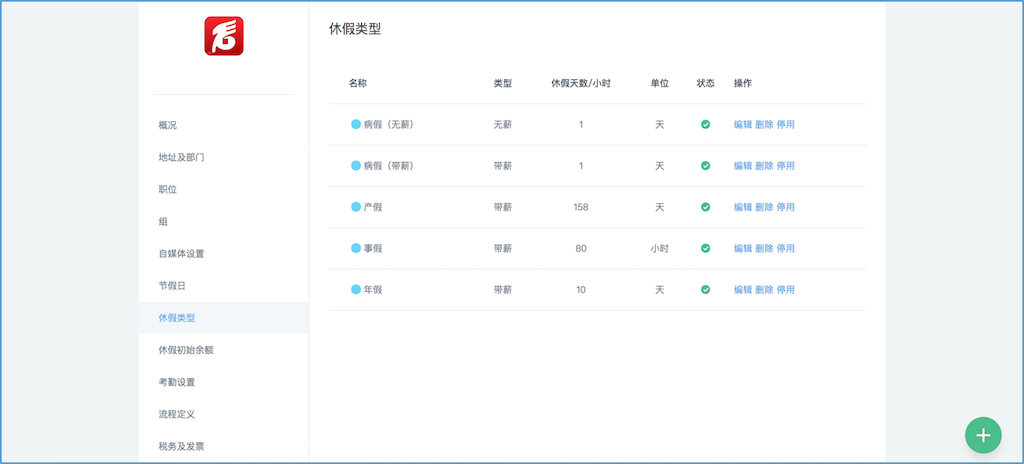 休假类型
名称 类型 休假天数/小时 单位 状态 操作
病假（无薪） 无薪 1 天 编辑 删除 停用
病假（带薪） 带薪 1 天 编辑 删除 停用
产假 带薪 158 天 编辑 删除 停用
事假 带薪 80 小时 编辑 删除 停用
年假 带薪 10 天 编辑 删除 停用
概况
地址及部门
职位
组
自媒体设置
节假日
休假类型
休假初始余额
考勤设置
流程定义
税务及发票